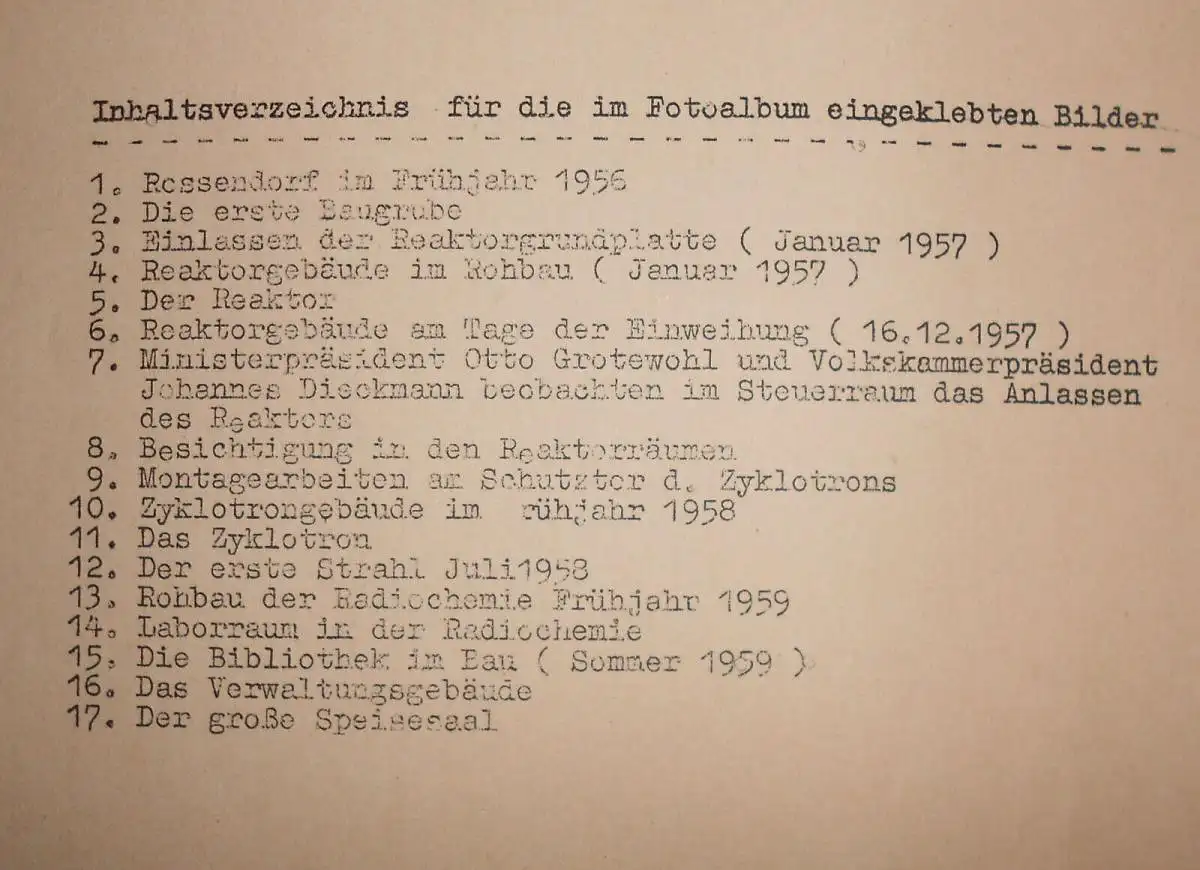 Inhaltsverzeichnis für die im Fotoalbum eingeklebten Bilder
1. Rossendorf im Frühjahr 1956
2. Die erste Baugrube
3. Einlassen der Reaktorgrundplatte ( Januar 1957 )
4. Reaktorgebäude im Rohbau ( Januar 1957 )
5. Der Reaktor
6. Reaktorgebäude am Tage der Einweihung ( 16.12.1957 )
7. Ministerpräsident Otto Grotewohl und Volkskammerpräsident
Johannes Dieckmann beobachten im Steuerraum das Anlassen
des Reaktors
8. Besichtigung in den Reaktorräumen
9. Montagearbeiten am Schutztor d. Zyklotrons
10. Zyklotrongebäude im rühjahr 1958
11. Das Zyklotron
12. Der erste Strahl Juli1958
13. Rohbau der Radiochemie Frühjahr 1959
14. Laborraum in der Radiochemie
15. Die Bibliothek im Bau ( Sommer 1959 )
16. Das Verwaltungsgebäude
17. Der große Speisesaal